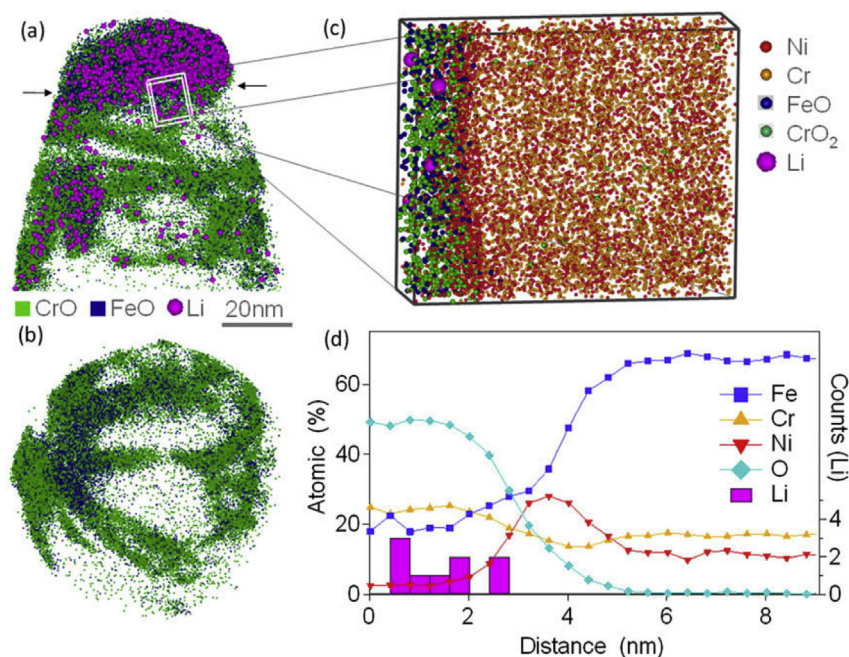 (a)
(c)
Ni
Cr
FeO
CrO₂
Li
CrO FeO Li
20nm
(b)
(d)
60
40
20
0
Atomic (%)
Fe
Cr
Ni
O
Li
4
2
0
Counts (Li)
0 2 4 6 8
Distance (nm)